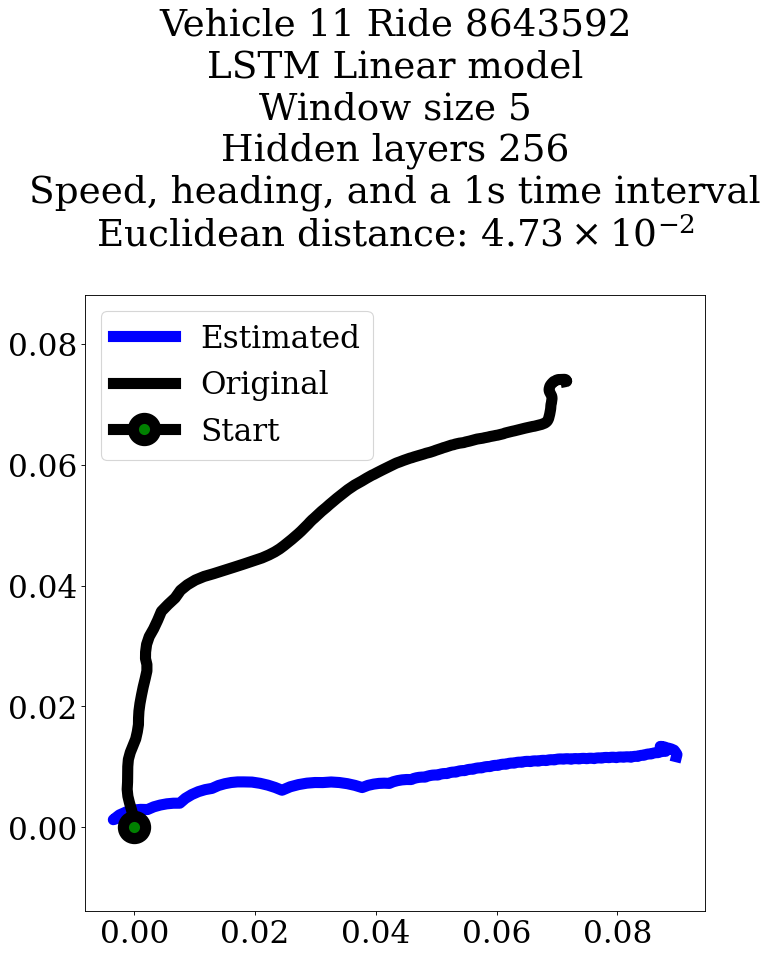 Vehicle 11 Ride 8643592
LSTM Linear model
Window size 5
Hidden layers 256
Speed, heading, and a 1s time interval
Euclidean distance: 4.73 × 10⁻²
Estimated
Original
Start
0.08
0.06
0.04
0.02
0.00
0.00 0.02 0.04 0.06 0.08